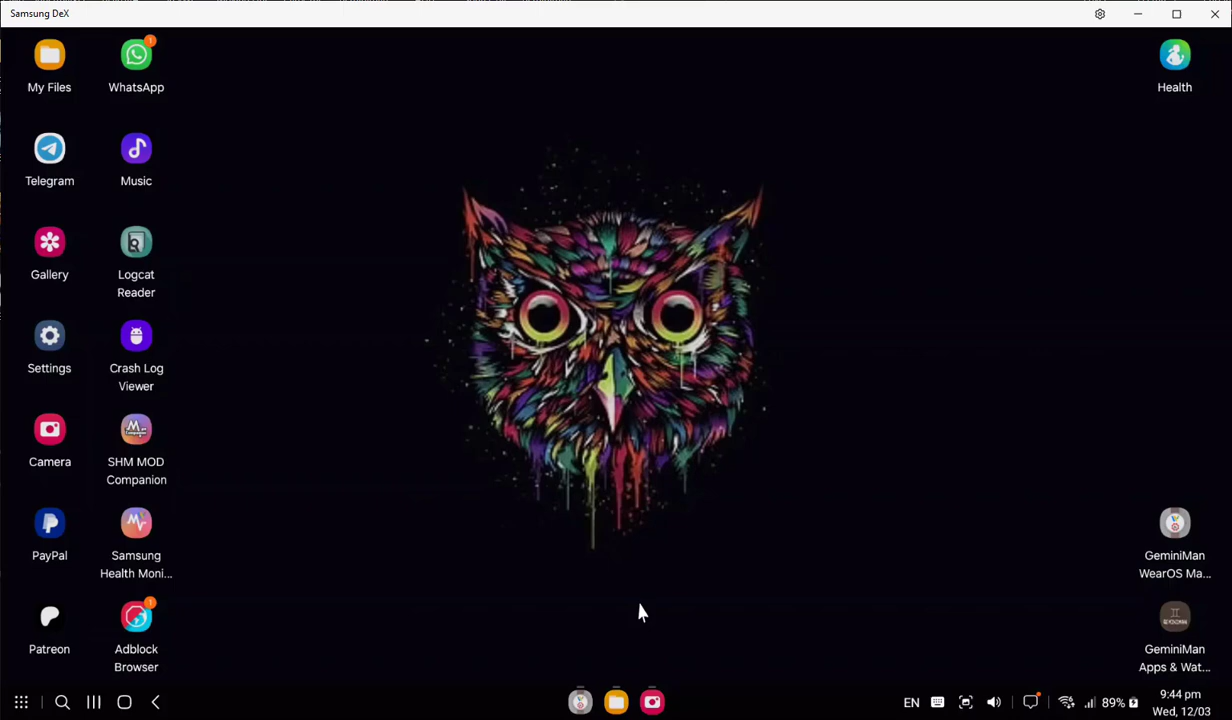 Samsung DeX
My Files
WhatsApp
Health
Telegram
Music
Gallery
Logcat
Reader
Settings
Crash Log
Viewer
Camera
SHM MOD
Companion
PayPal
Samsung
Health Moni...
GeminiMan
WearOS Ma...
Patreon
Adblock
Browser
GeminiMan
Apps & Wat...
EN
89%
9:44 pm
Wed, 12/03